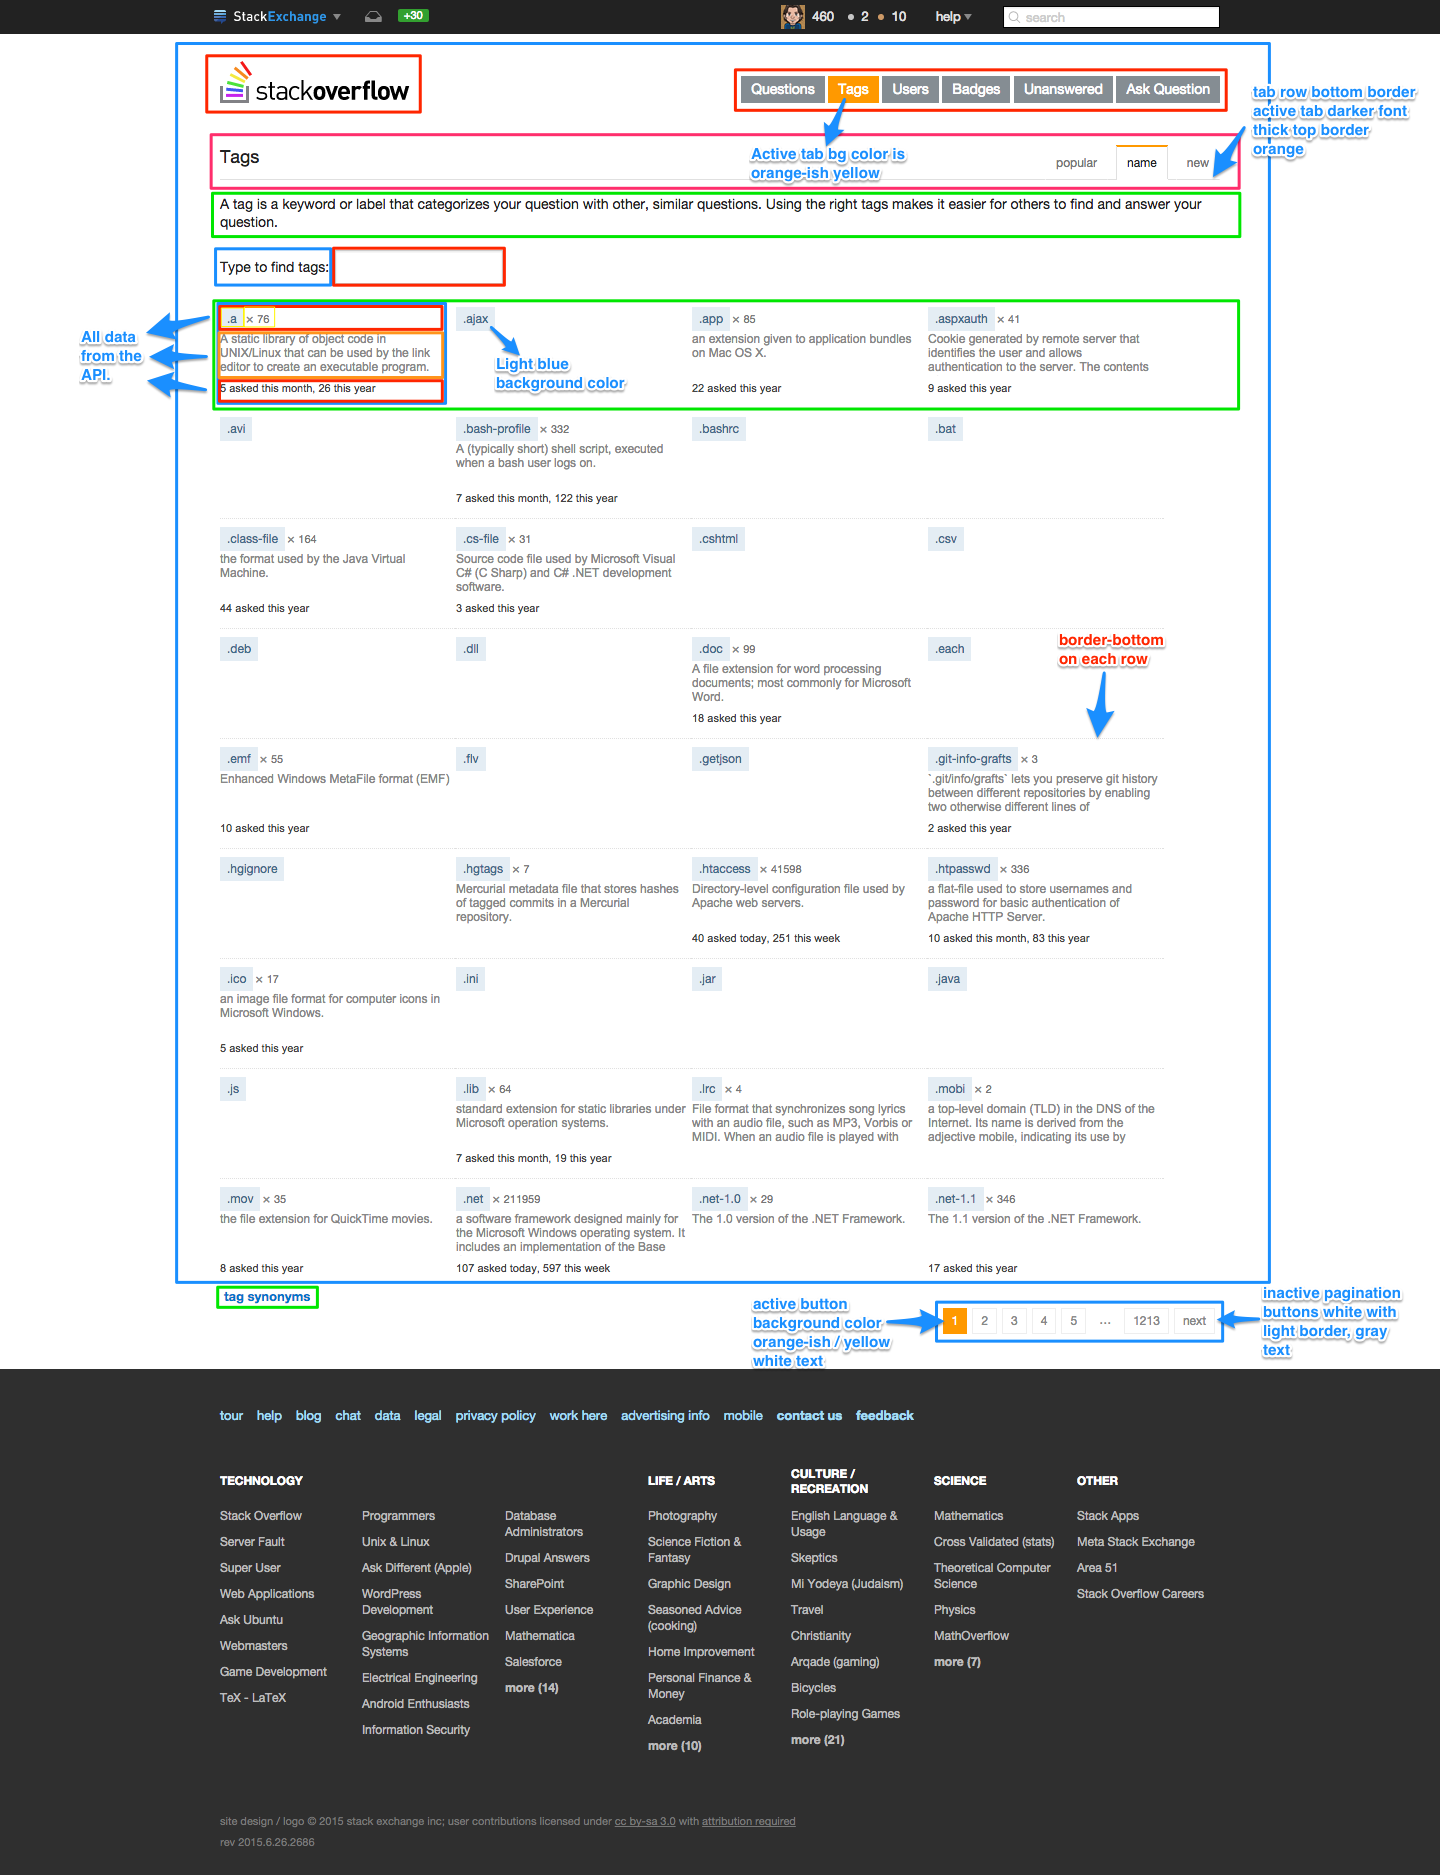 StackExchange
+30
460 2 10 help search
stackoverflow
Questions Tags Users Badges Unanswered Ask Question
tab row bottom border
active tab darker font
thick top border
orange
Active tab bg color is
orange-ish yellow
Tags
popular name new
A tag is a keyword or label that categorizes your question with other, similar questions. Using the right tags makes it easier for others to find and answer your
question.
Type to find tags:
All data
from the
API.
.a × 76
A static library of object code in
UNIX/Linux that can be used by the link
editor to create an executable program.
5 asked this month, 26 this year
.ajax
Light blue
background color
.app × 85
an extension given to application bundles
on Mac OS X.
22 asked this year
.aspxauth × 41
Cookie generated by remote server that
identifies the user and allows
authentication to the server. The contents
9 asked this year
.avi
.bash-profile × 332
A (typically short) shell script, executed
when a bash user logs on.
7 asked this month, 122 this year
.bashrc
.bat
.class-file × 164
the format used by the Java Virtual
Machine.
44 asked this year
.cs-file × 31
Source code file used by Microsoft Visual
C# (C Sharp) and C# .NET development
software.
3 asked this year
.cshtml
.csv
.deb
.dll
.doc × 99
A file extension for word processing
documents; most commonly for Microsoft
Word.
18 asked this year
.each
border-bottom
on each row
.emf × 55
Enhanced Windows MetaFile format (EMF)
10 asked this year
.flv
.getjson
.git-info-grafts × 3
`.git/info/grafts` lets you preserve git history
between different repositories by enabling
two otherwise different lines of
2 asked this year
.hgignore
.hgtags × 7
Mercurial metadata file that stores hashes
of tagged commits in a Mercurial
repository.
.htaccess × 41598
Directory-level configuration file used by
Apache web servers.
40 asked today, 251 this week
.htpasswd × 336
a flat-file used to store usernames and
password for basic authentication of
Apache HTTP Server.
10 asked this month, 83 this year
.ico × 17
an image file format for computer icons in
Microsoft Windows.
5 asked this year
.ini
.jar
.java
.js
.lib × 64
standard extension for static libraries under
Microsoft operation systems.
7 asked this month, 19 this year
.lrc × 4
File format that synchronizes song lyrics
with an audio file, such as MP3, Vorbis or
MIDI. When an audio file is played with
.mobi × 2
a top-level domain (TLD) in the DNS of the
Internet. Its name is derived from the
adjective mobile, indicating its use by
.mov × 35
the file extension for QuickTime movies.
8 asked this year
.net × 211959
a software framework designed mainly for
the Microsoft Windows operating system. It
includes an implementation of the Base
107 asked today, 597 this week
.net-1.0 × 29
The 1.0 version of the .NET Framework.
.net-1.1 × 346
The 1.1 version of the .NET Framework.
17 asked this year
tag synonyms
active button
background color
orange-ish / yellow
white text
1 2 3 4 5 ... 1213 next
inactive pagination
buttons white with
light border, gray
text
tour help blog chat data legal privacy policy work here advertising info mobile contact us feedback
TECHNOLOGY
Stack Overflow
Server Fault
Super User
Web Applications
Ask Ubuntu
Webmasters
Game Development
TeX - LaTeX
Programmers
Unix & Linux
Ask Different (Apple)
WordPress
Development
Geographic Information
Systems
Electrical Engineering
Android Enthusiasts
Information Security
Database
Administrators
Drupal Answers
SharePoint
User Experience
Mathematica
Salesforce
more (14)
LIFE / ARTS
Photography
Science Fiction &
Fantasy
Graphic Design
Seasoned Advice
(cooking)
Home Improvement
Personal Finance &
Money
Academia
more (10)
CULTURE /
RECREATION
English Language &
Usage
Skeptics
Mi Yodeya (Judaism)
Travel
Christianity
Arqade (gaming)
Bicycles
Role-playing Games
more (21)
SCIENCE
Mathematics
Cross Validated (stats)
Theoretical Computer
Science
Physics
MathOverflow
more (7)
OTHER
Stack Apps
Meta Stack Exchange
Area 51
Stack Overflow Careers
site design / logo © 2015 stack exchange inc; user contributions licensed under cc by-sa 3.0 with attribution required
rev 2015.6.26.2686